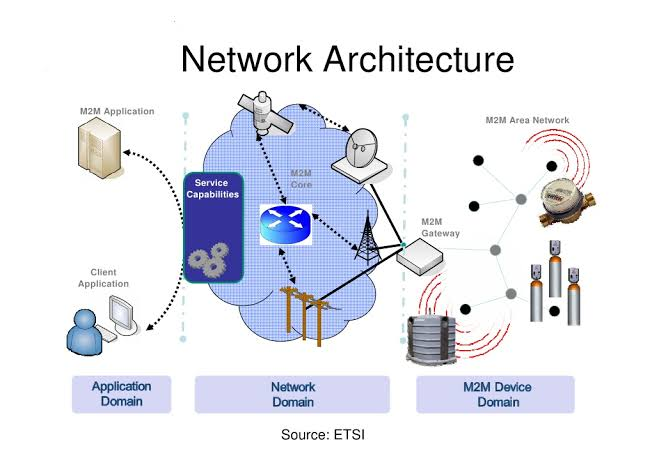 Network Architecture
M2M Application
M2M Area Network
M2M
Core
Service
Capabilities
M2M
Gateway
Client
Application
Application
Domain
Network
Domain
M2M Device
Domain
Source: ETSI